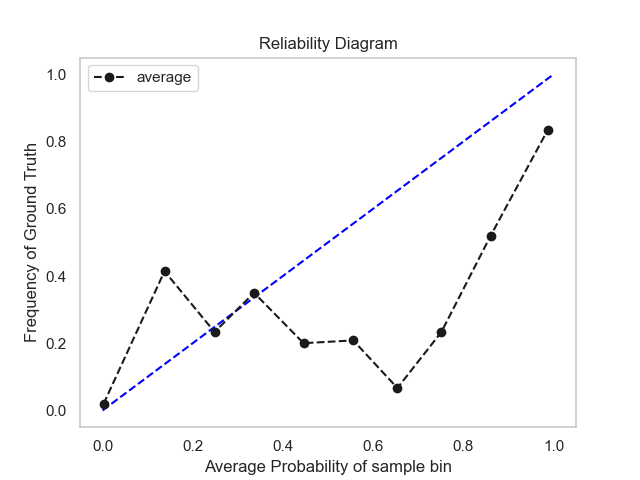 Reliability Diagram
average
1.0
0.8
0.6
0.4
0.2
0.0
Frequency of Ground Truth
0.0 0.2 0.4 0.6 0.8 1.0
Average Probability of sample bin